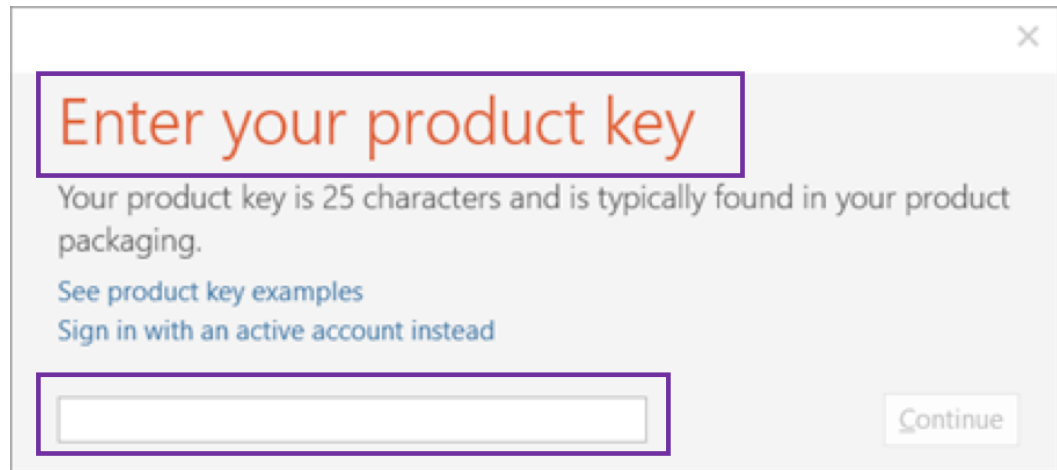 Enter your product key
Your product key is 25 characters and is typically found in your product
packaging.
See product key examples
Sign in with an active account instead
Continue